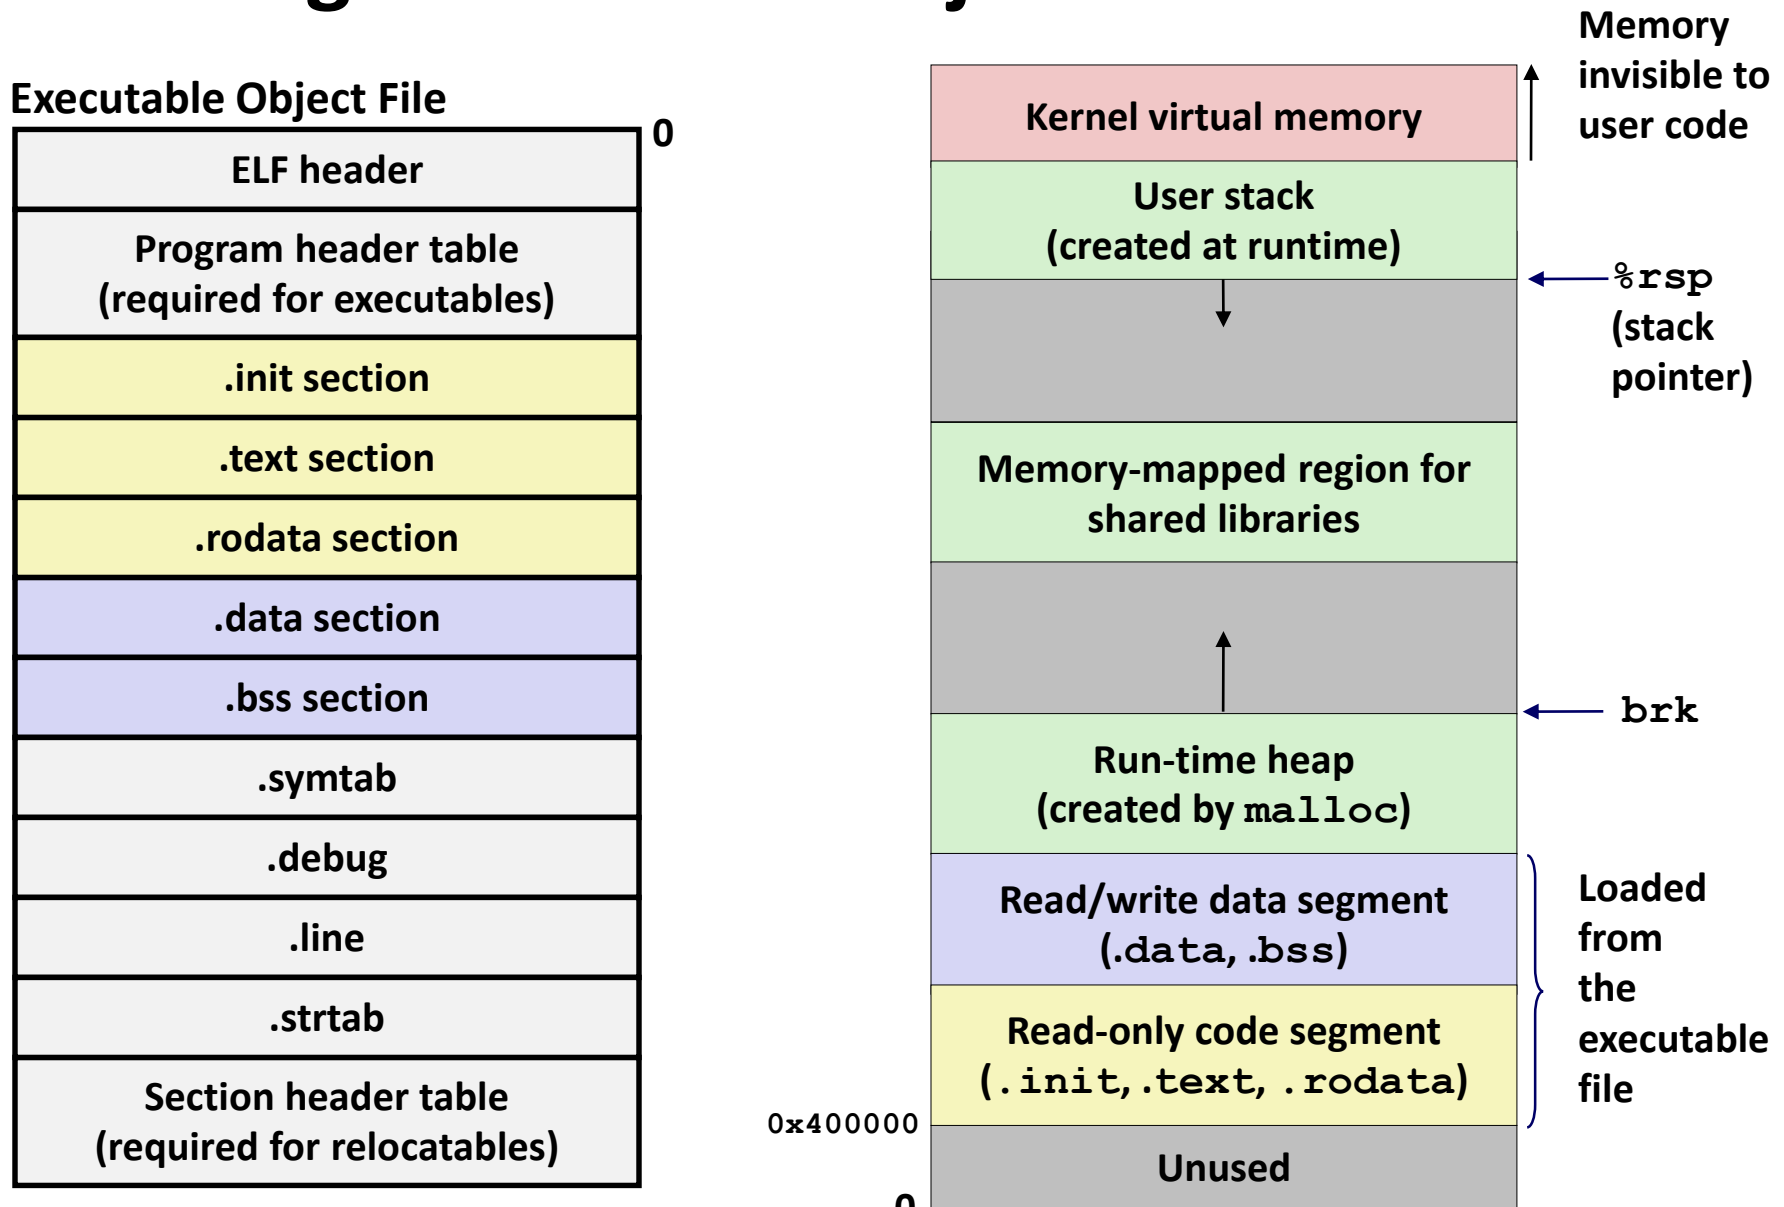 Executable Object File
0
ELF header
Program header table
(required for executables)
.init section
.text section
.rodata section
.data section
.bss section
.symtab
.debug
.line
.strtab
Section header table
(required for relocatables)
Kernel virtual memory
User stack
(created at runtime)
Memory-mapped region for
shared libraries
Run-time heap
(created by malloc)
Read/write data segment
(.data, .bss)
Read-only code segment
(.init, .text, .rodata)
Unused
0x400000
0
Memory
invisible to
user code
%rsp
(stack
pointer)
brk
Loaded
from
the
executable
file